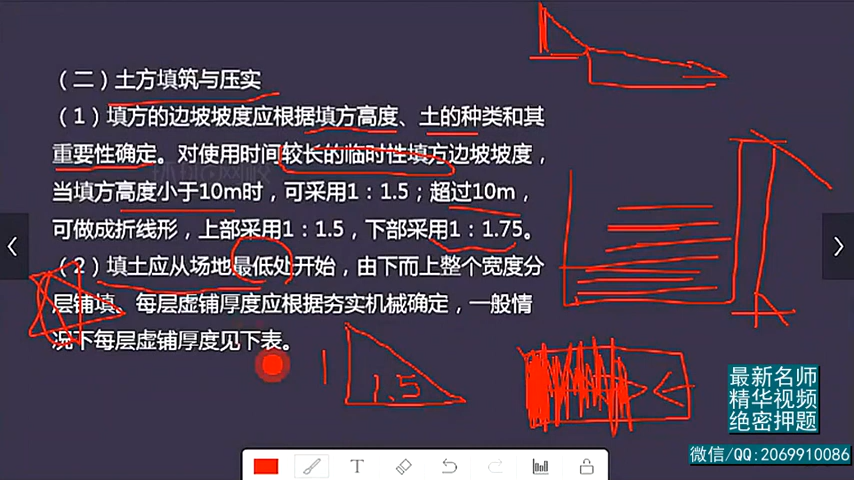 （二）土方填筑与压实
（1）填方的边坡坡度应根据填方高度、土的种类和其
重要性确定。对使用时间较长的临时性填方边坡坡度，
当填方高度小于10m时，可采用1：1.5；超过10m，
可做成折线形，上部采用1：1.5，下部采用1：1.75。
（2）填土应从场地最低处开始，由下而上整个宽度分
层铺填。每层虚铺厚度应根据夯实机械确定，一般情
况下每层虚铺厚度见下表。
1
1.5
最新名师
精华视频
绝密押题
微信/QQ:2069910086
T